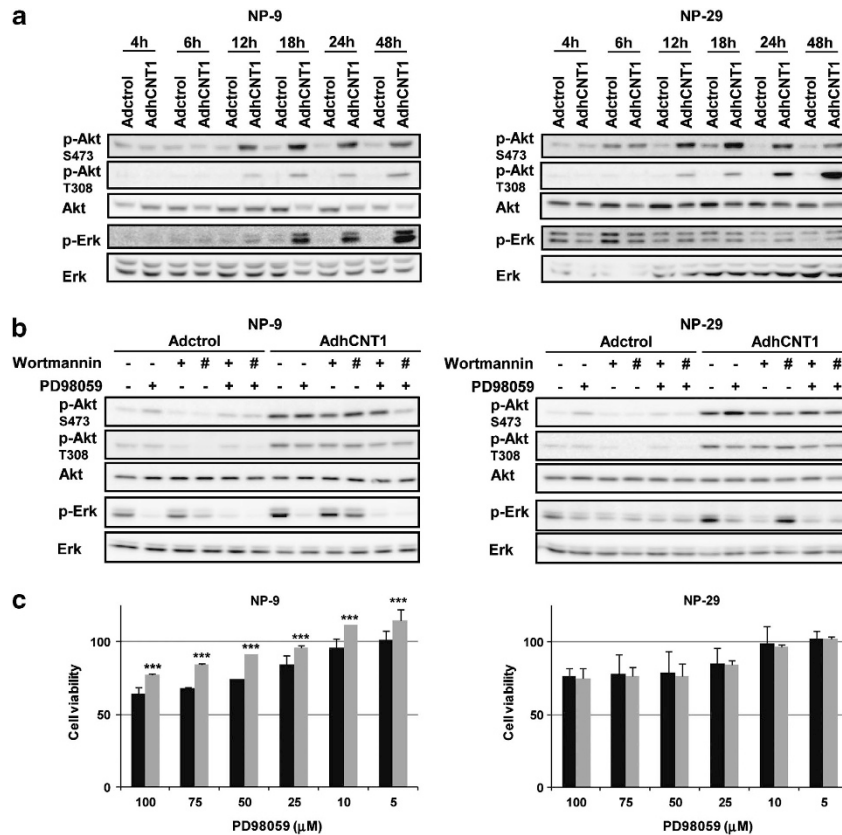 a
NP-9
4h 6h 12h 18h 24h 48h
Adctrol AdhCNT1 Adctrol AdhCNT1 Adctrol AdhCNT1 Adctrol AdhCNT1 Adctrol AdhCNT1 Adctrol AdhCNT1
p-Akt
S473
p-Akt
T308
Akt
p-Erk
Erk
NP-29
4h 6h 12h 18h 24h 48h
Adctrol AdhCNT1 Adctrol AdhCNT1 Adctrol AdhCNT1 Adctrol AdhCNT1 Adctrol AdhCNT1 Adctrol AdhCNT1
p-Akt
S473
p-Akt
T308
Akt
p-Erk
Erk
b
NP-9
Adctrol AdhCNT1
Wortmannin - - + # + # - - + # + #
PD98059 - + + + - + + +
p-Akt
S473
p-Akt
T308
Akt
p-Erk
Erk
NP-29
Adctrol AdhCNT1
Wortmannin - - + # + # - - + # + #
PD98059 - + + + - + + +
p-Akt
S473
p-Akt
T308
Akt
p-Erk
Erk
c
NP-9
Cell viability
100
50
0
*** *** *** *** *** ***
100 75 50 25 10 5
PD98059 (μM)
NP-29
Cell viability
100
50
0
100 75 50 25 10 5
PD98059 (μM)